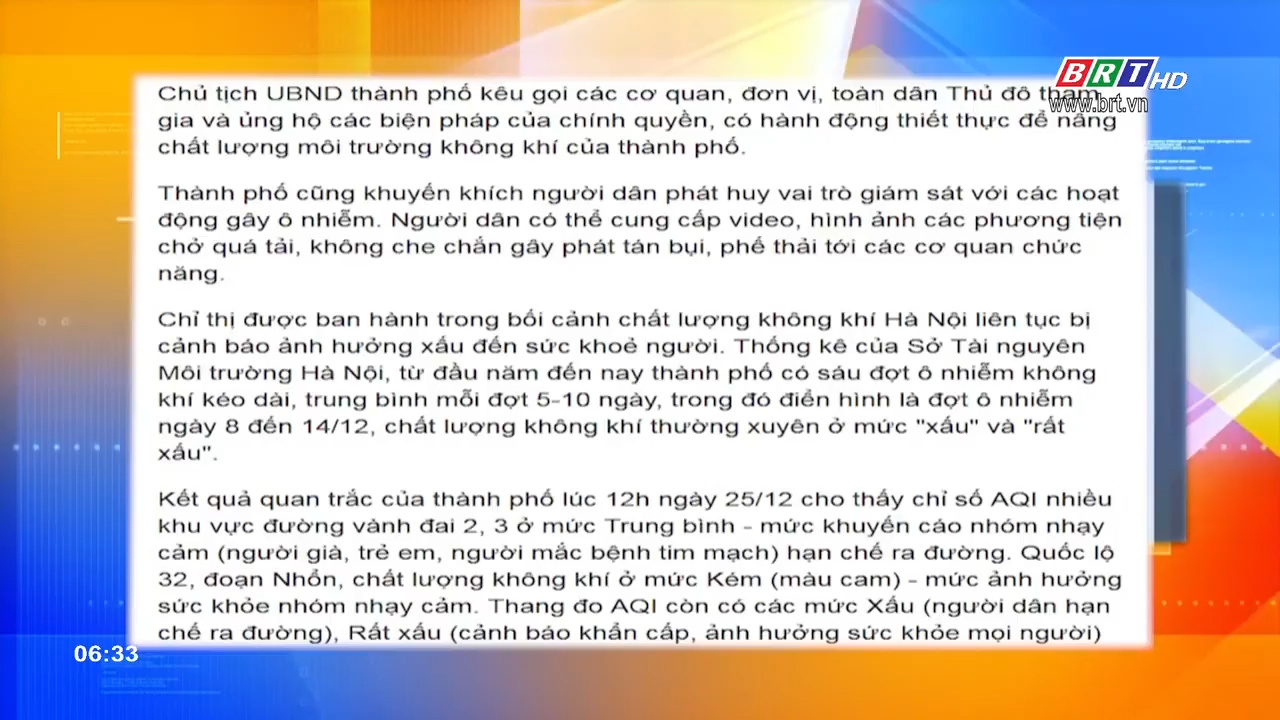 BRT HD
www.brt.vn
Chủ tịch UBND thành phố kêu gọi các cơ quan, đơn vị, toàn dân Thủ đô tham
gia và ủng hộ các biện pháp của chính quyền, có hành động thiết thực để nâng
chất lượng môi trường không khí của thành phố.
Thành phố cũng khuyến khích người dân phát huy vai trò giám sát với các hoạt
động gây ô nhiễm. Người dân có thể cung cấp video, hình ảnh các phương tiện
chở quá tải, không che chắn gây phát tán bụi, phế thải tới các cơ quan chức
năng.
Chỉ thị được ban hành trong bối cảnh chất lượng không khí Hà Nội liên tục bị
cảnh báo ảnh hưởng xấu đến sức khoẻ người. Thống kê của Sở Tài nguyên
Môi trường Hà Nội, từ đầu năm đến nay thành phố có sáu đợt ô nhiễm không
khí kéo dài, trung bình mỗi đợt 5-10 ngày, trong đó điển hình là đợt ô nhiễm
ngày 8 đến 14/12, chất lượng không khí thường xuyên ở mức "xấu" và "rất
xấu".
Kết quả quan trắc của thành phố lúc 12h ngày 25/12 cho thấy chỉ số AQI nhiều
khu vực đường vành đai 2, 3 ở mức Trung bình - mức khuyến cáo nhóm nhạy
cảm (người già, trẻ em, người mắc bệnh tim mạch) hạn chế ra đường. Quốc lộ
32, đoạn Nhổn, chất lượng không khí ở mức Kém (màu cam) - mức ảnh hưởng
sức khỏe nhóm nhạy cảm. Thang đo AQI còn có các mức Xấu (người dân hạn
chế ra đường), Rất xấu (cảnh báo khẩn cấp, ảnh hưởng sức khỏe mọi người)
06:33